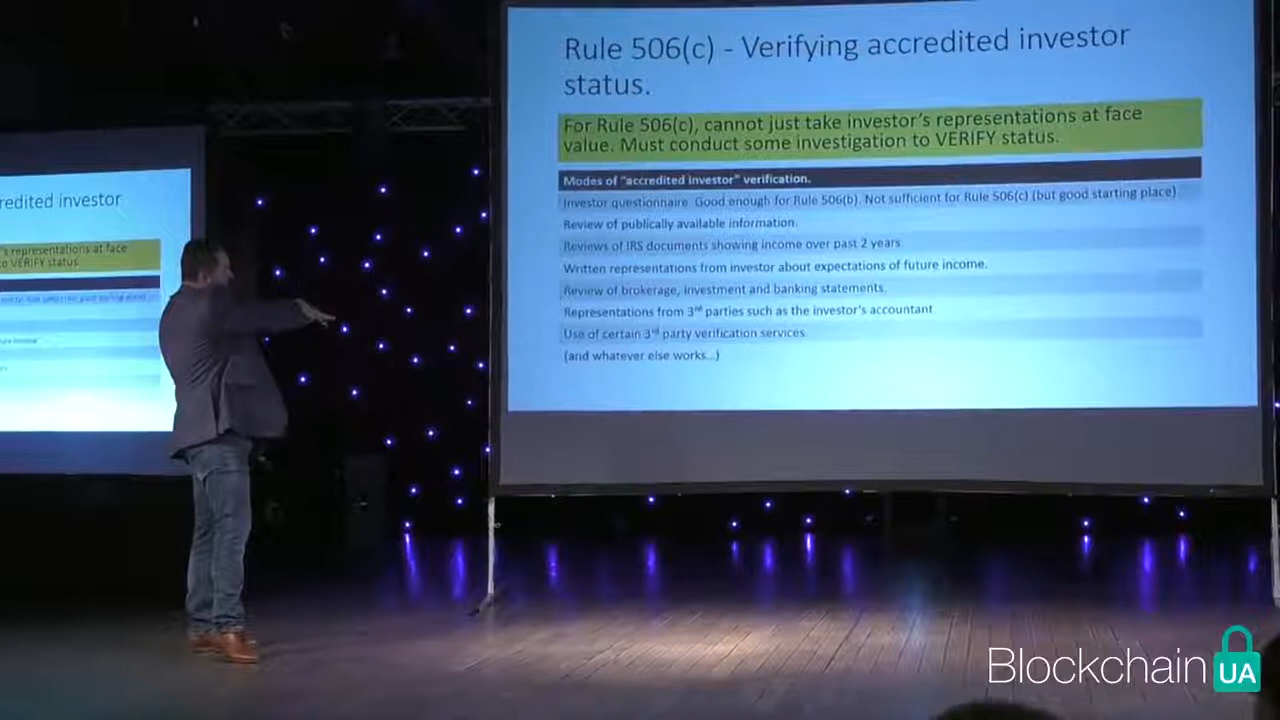 Rule 506(c) - Verifying accredited investor
status.
For Rule 506(c), cannot just take investor's representations at face
value. Must conduct some investigation to VERIFY status.
Modes of "accredited investor" verification.
Investor questionnaire. Good enough for Rule 506(b). Not sufficient for Rule 506(c) (but good starting place)
Review of publically available information.
Reviews of IRS documents showing income over past 2 years
Written representations from investor about expectations of future income.
Review of brokerage, investment and banking statements.
Representations from 3rd parties such as the investor's accountant
Use of certain 3rd party verification services.
(and whatever else works...)
redited investor
's representations at face
o VERIFY status
Blockchain UA